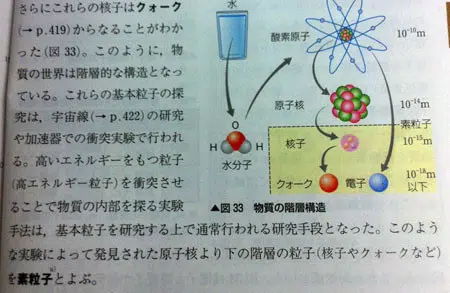 さらにこれらの核子はクォーク
(→p.419)からなることがわ
かった(図33)。このように,物
質の世界は階層的な構造となっ
ている。これらの基本粒子の探
究は,宇宙線(→p.422)の研究
や加速器での衝突実験で行われ
る。高いエネルギーをもつ粒子
(高エネルギー粒子)を衝突させ
ることで物質の内部を探る実験
手法は,基本粒子を研究する上で通常行われる研究手段となった。このよう
な実験によって発見された原子核より下の階層の粒子(核子やクォークなど)
を素粒子とよぶ。
水
酸素原子
10⁻¹⁰m
原子核
10⁻¹⁴m
素粒子
O
H H
水分子
核子
10⁻¹⁵m
クォーク
電子
10⁻¹⁸m
以下
▲図33 物質の階層構造